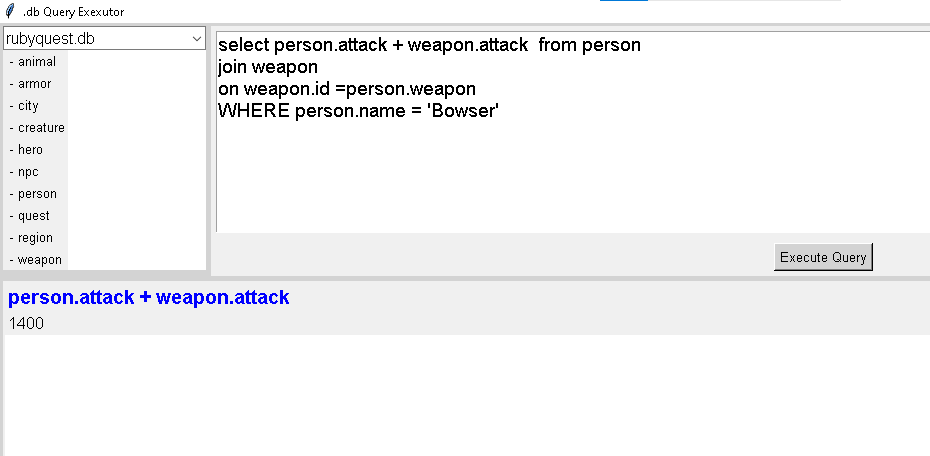 .db Query Exexutor
rubyquest.db
- animal
- armor
- city
- creature
- hero
- npc
- person
- quest
- region
- weapon
select person.attack + weapon.attack  from person
join weapon
on weapon.id =person.weapon
WHERE person.name = 'Bowser'
Execute Query
person.attack + weapon.attack
1400